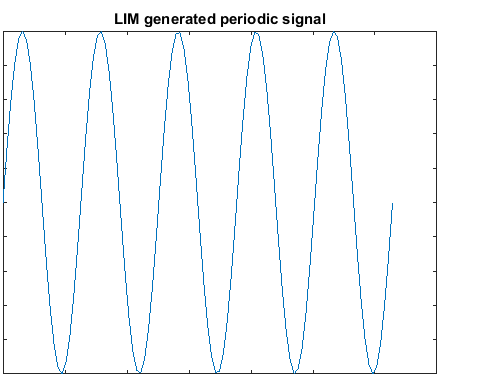 LIM generated periodic signal